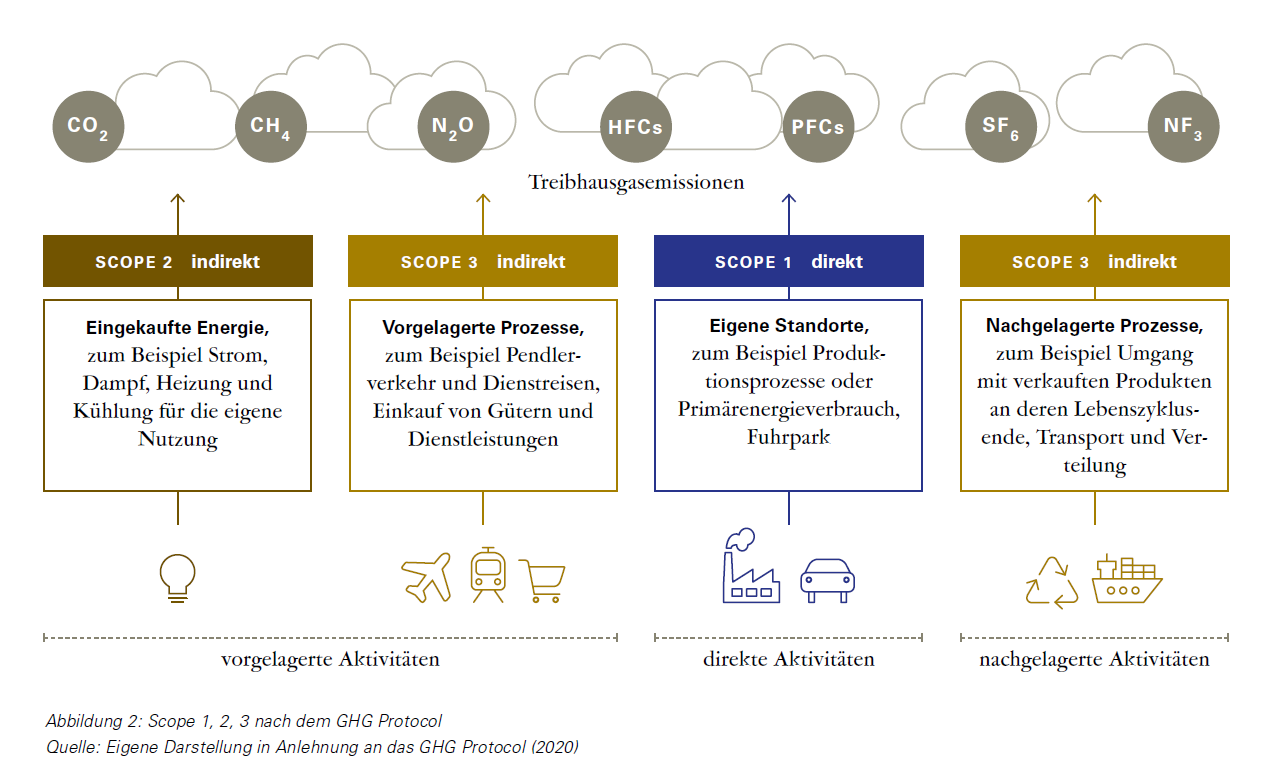 CO₂
CH₄
N₂O
HFCs
PFCs
SF₆
NF₃
Treibhausgasemissionen
SCOPE 2 indirekt
Eingekaufte Energie,
zum Beispiel Strom,
Dampf, Heizung und
Kühlung für die eigene
Nutzung
SCOPE 3 indirekt
Vorgelagerte Prozesse,
zum Beispiel Pendler-
verkehr und Dienstreisen,
Einkauf von Gütern und
Dienstleistungen
SCOPE 1 direkt
Eigene Standorte,
zum Beispiel Produk-
tionsprozesse oder
Primärenergieverbrauch,
Fuhrpark
SCOPE 3 indirekt
Nachgelagerte Prozesse,
zum Beispiel Umgang
mit verkauften Produkten
an deren Lebenszyklus-
ende, Transport und Ver-
teilung
vorgelagerte Aktivitäten
direkte Aktivitäten
nachgelagerte Aktivitäten
Abbildung 2: Scope 1, 2, 3 nach dem GHG Protocol
Quelle: Eigene Darstellung in Anlehnung an das GHG Protocol (2020)